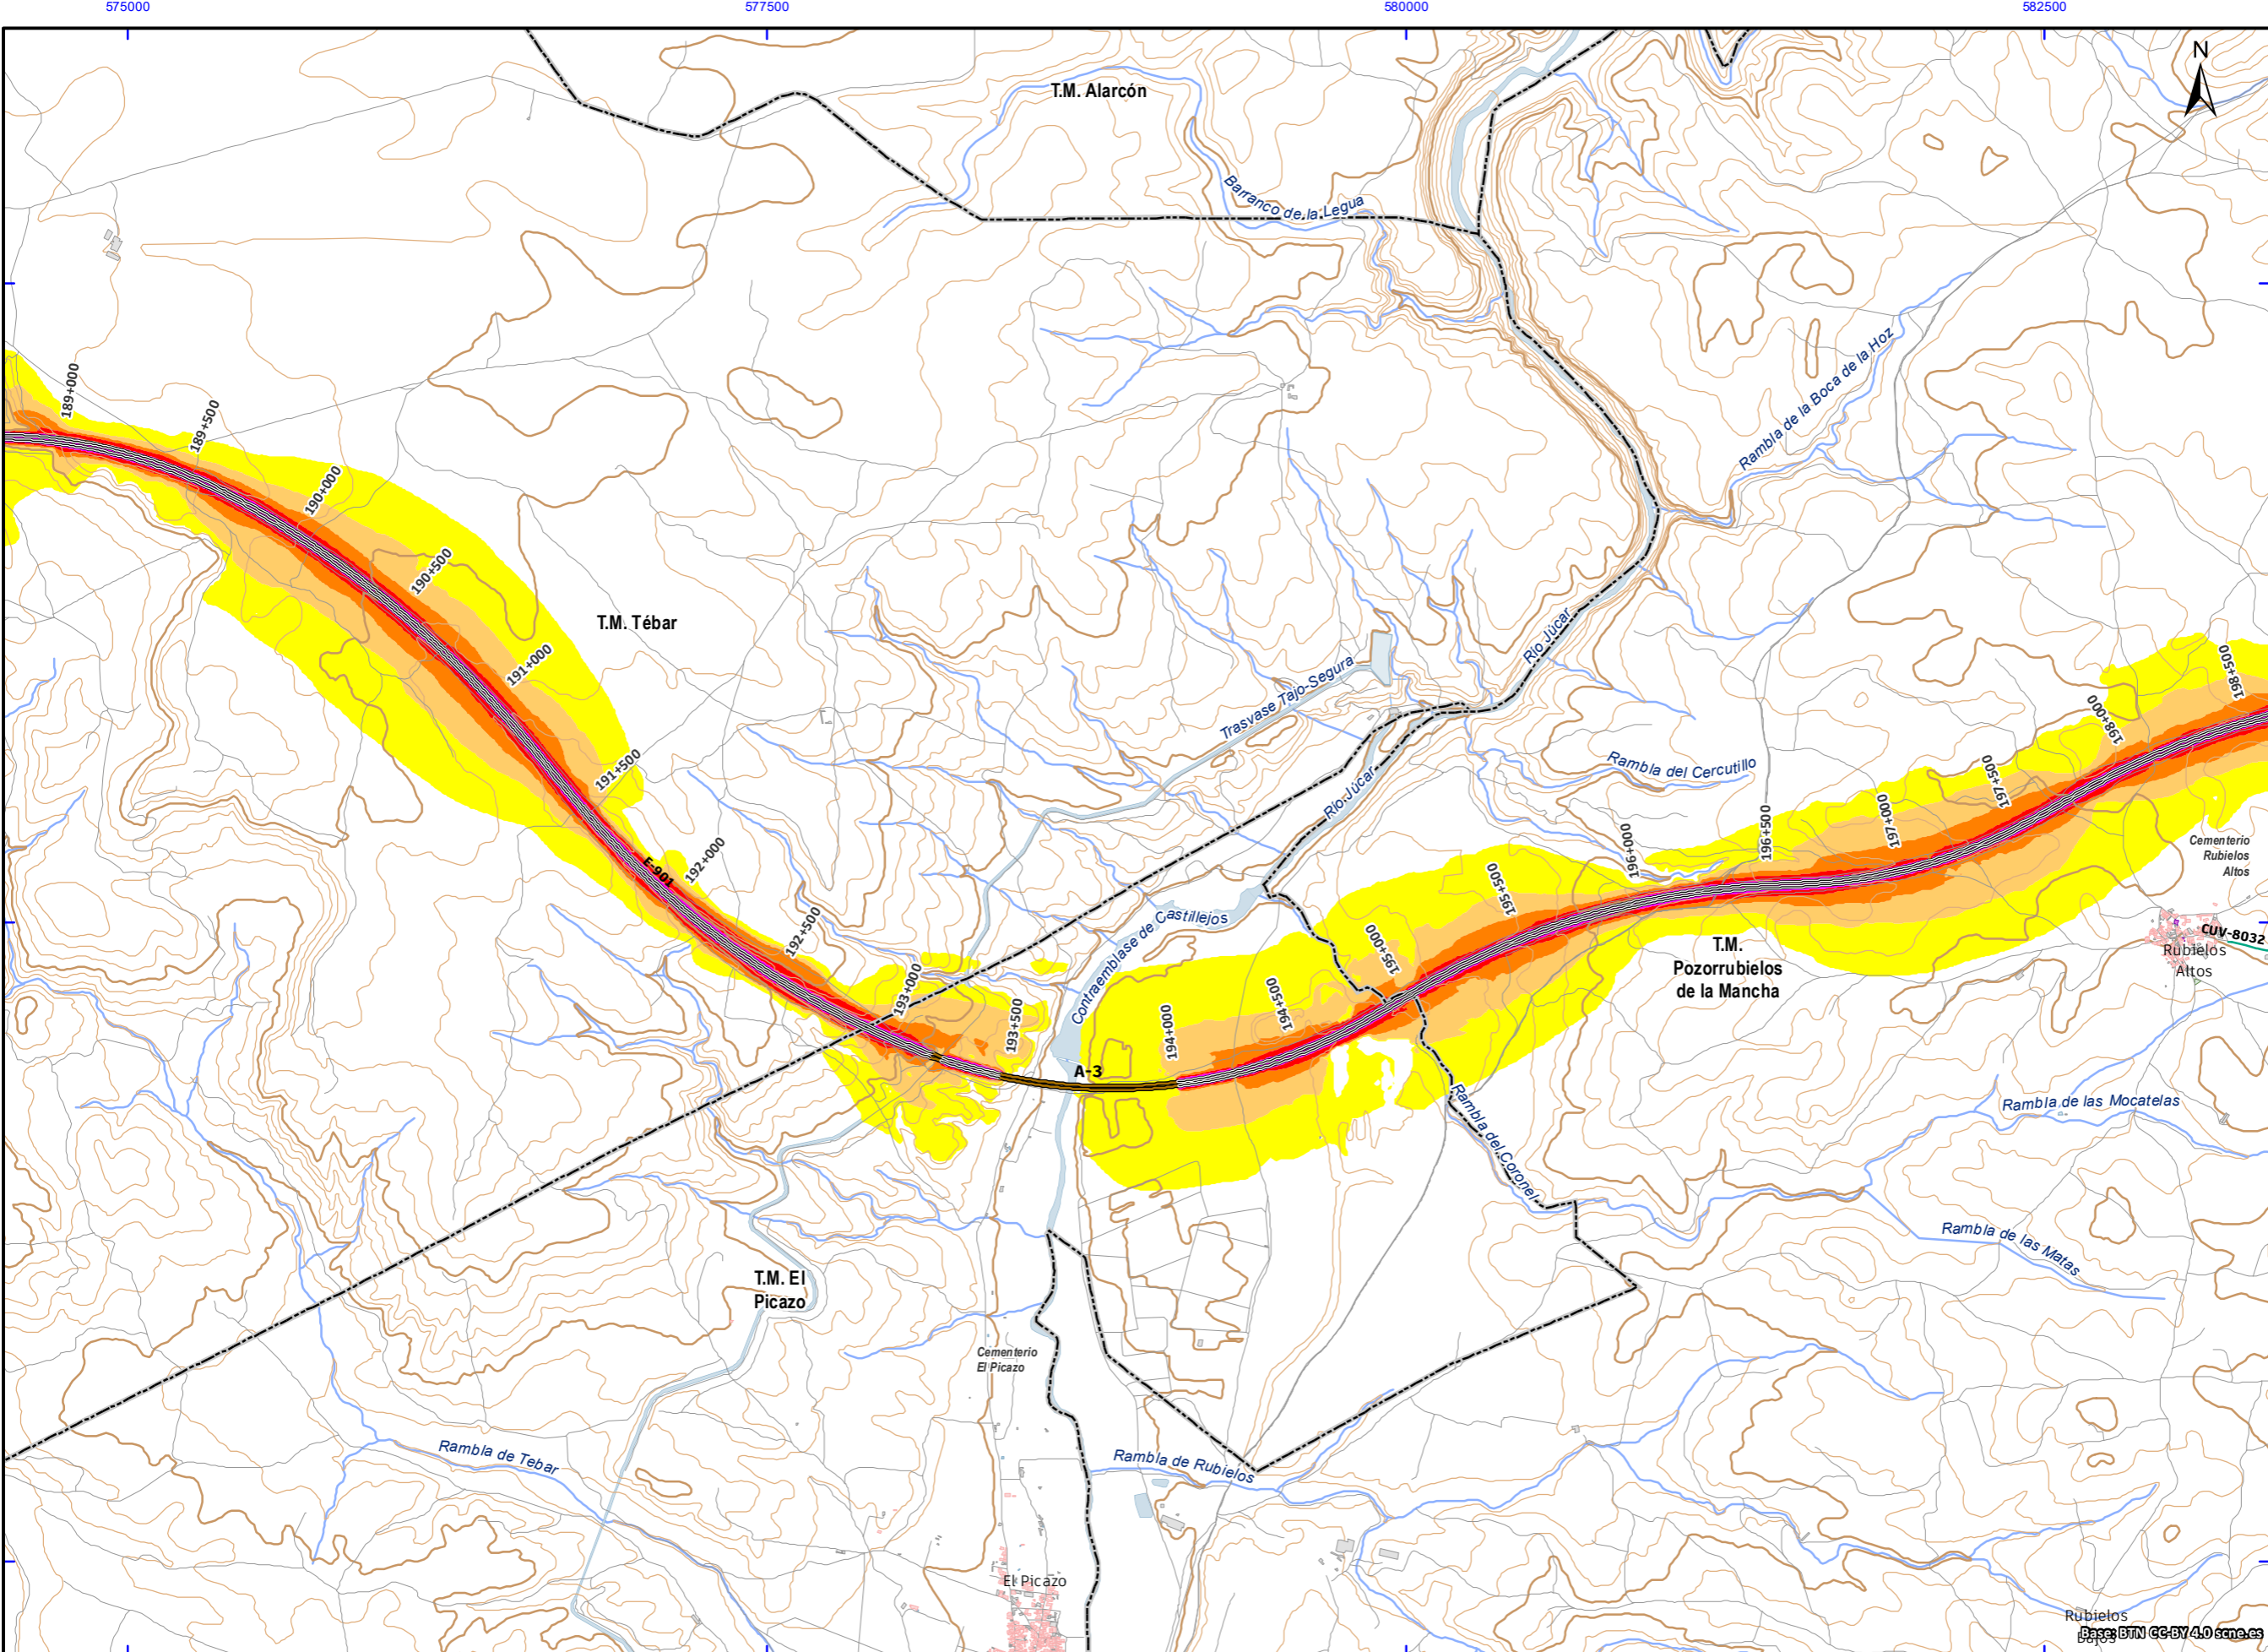 575000
577500
580000
582500
N
T.M. Alarcón
Barranco de la Legua
Rambla de la Boca de la Hoz
189+000
189+500
190+000
190+500
191+000
191+500
192+000
192+500
193+000
193+500
194+000
194+500
195+000
195+500
196+000
196+500
197+000
197+500
198+000
198+500
T.M. Tébar
Río Júcar
Trasvase Tajo-Segura
Río Júcar
Rambla del Cercutillo
E-901
Contraembalse de Castillejos
Cementerio
Rubielos
Altos
CUV-8032
Rubielos
Altos
T.M.
Pozorrubielos
de la Mancha
A-3
Rambla del Coronel
Rambla de las Mocatelas
Rambla de las Matas
T.M. El
Picazo
Cementerio
El Picazo
Rambla de Tebar
Rambla de Rubielos
El Picazo
Rubielos
Base: BTN CC-BY 4.0 scne.es